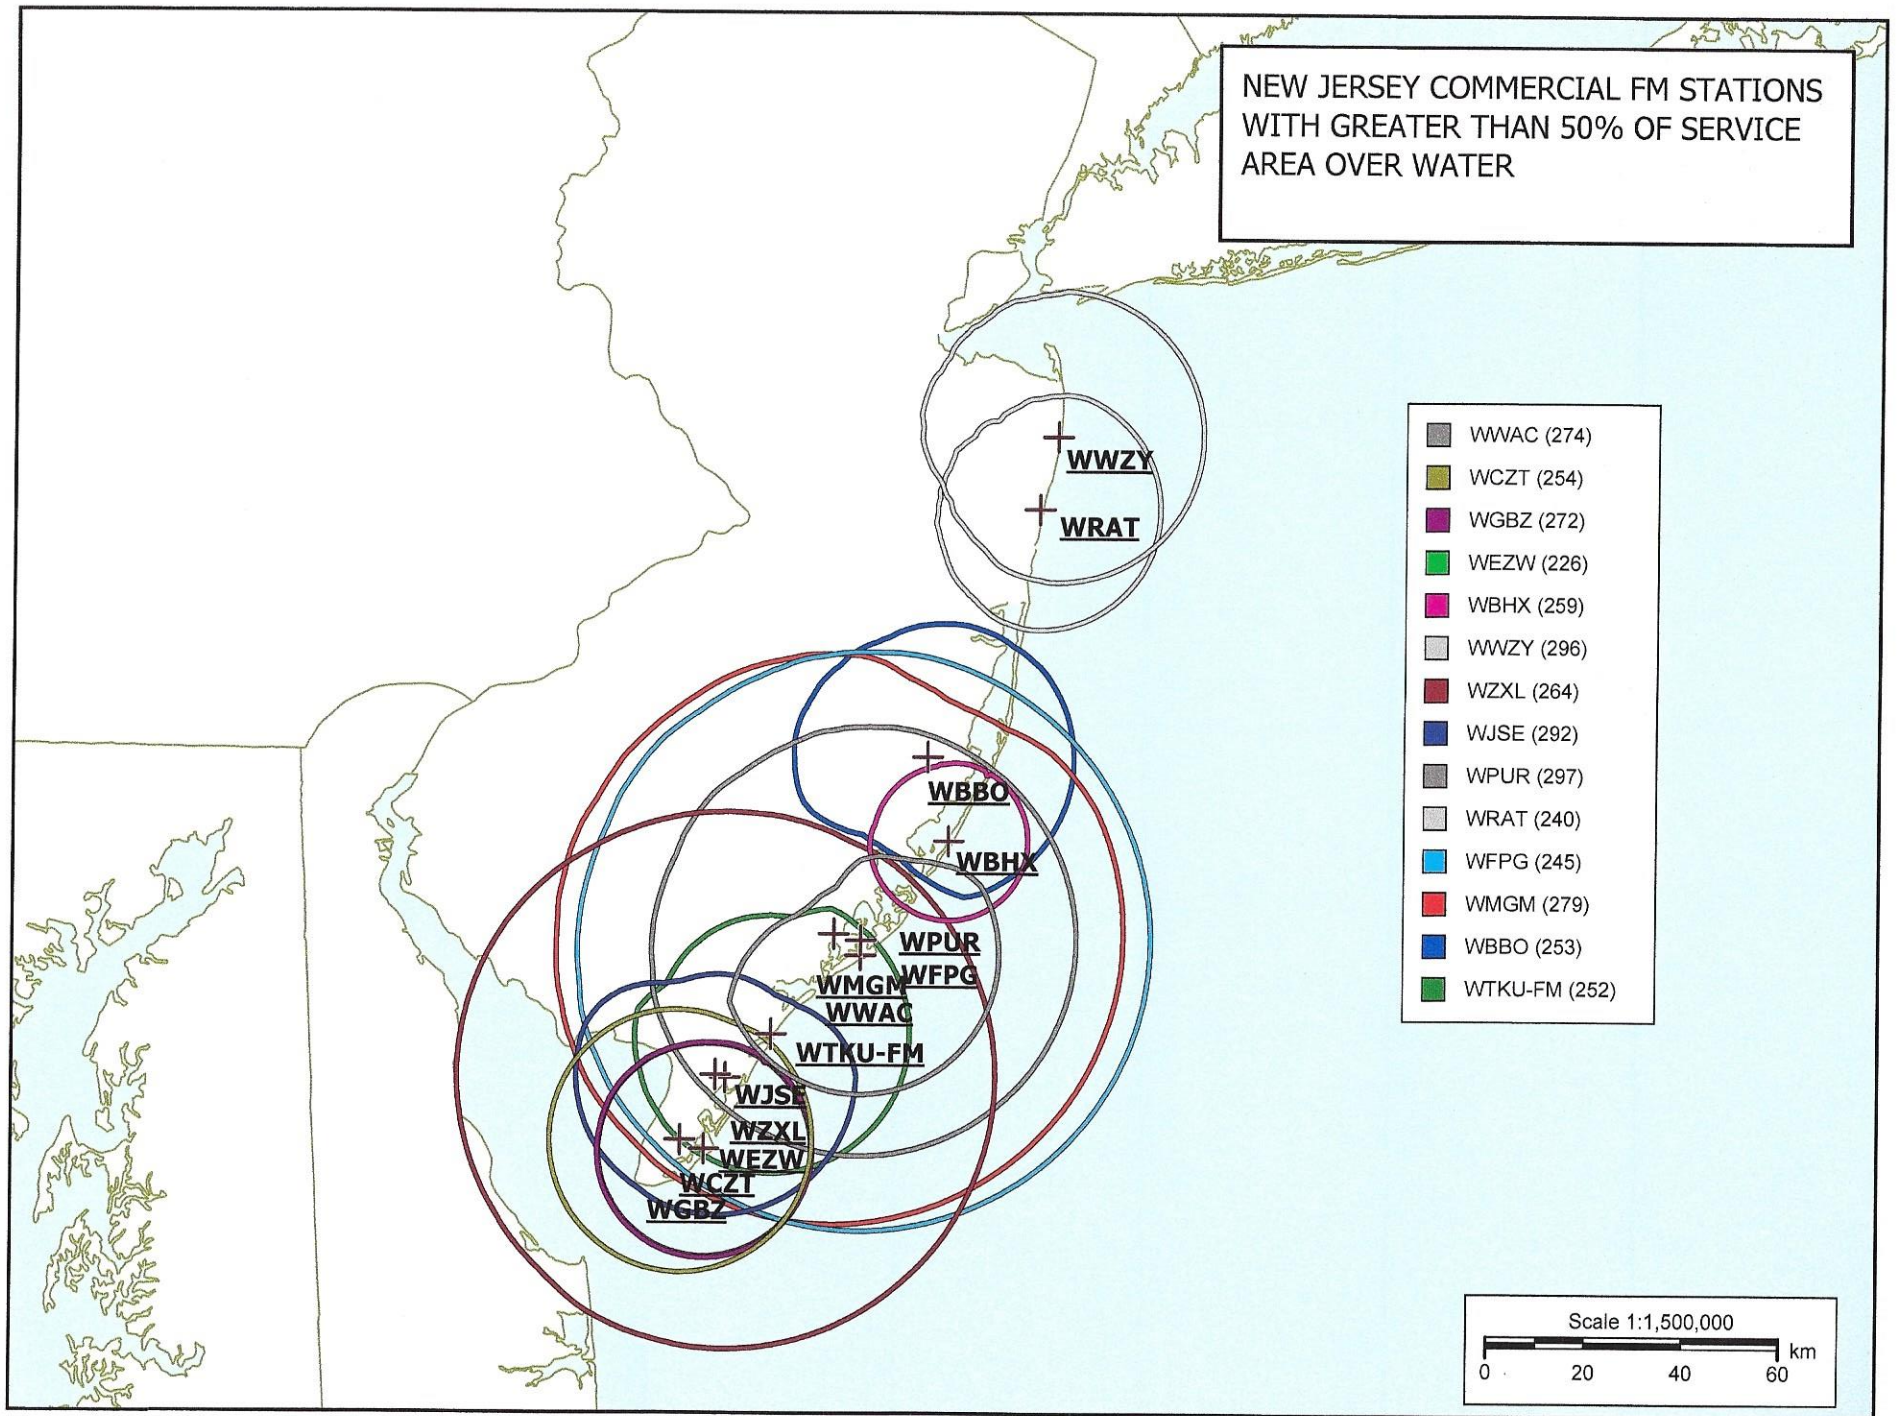 NEW JERSEY COMMERCIAL FM STATIONS
WITH GREATER THAN 50% OF SERVICE
AREA OVER WATER
WWZY
WRAT
WBBO
WBHX
WPUR
WFPG
WMGM
WWAC
WTKU-FM
WJSE
WZXL
WEZW
WCZT
WGBZ
WWAC (274)
WCZT (254)
WGBZ (272)
WEZW (226)
WBHX (259)
WWZY (296)
WZXL (264)
WJSE (292)
WPUR (297)
WRAT (240)
WFPG (245)
WMGM (279)
WBBO (253)
WTKU-FM (252)
Scale 1:1,500,000
km
0 20 40 60